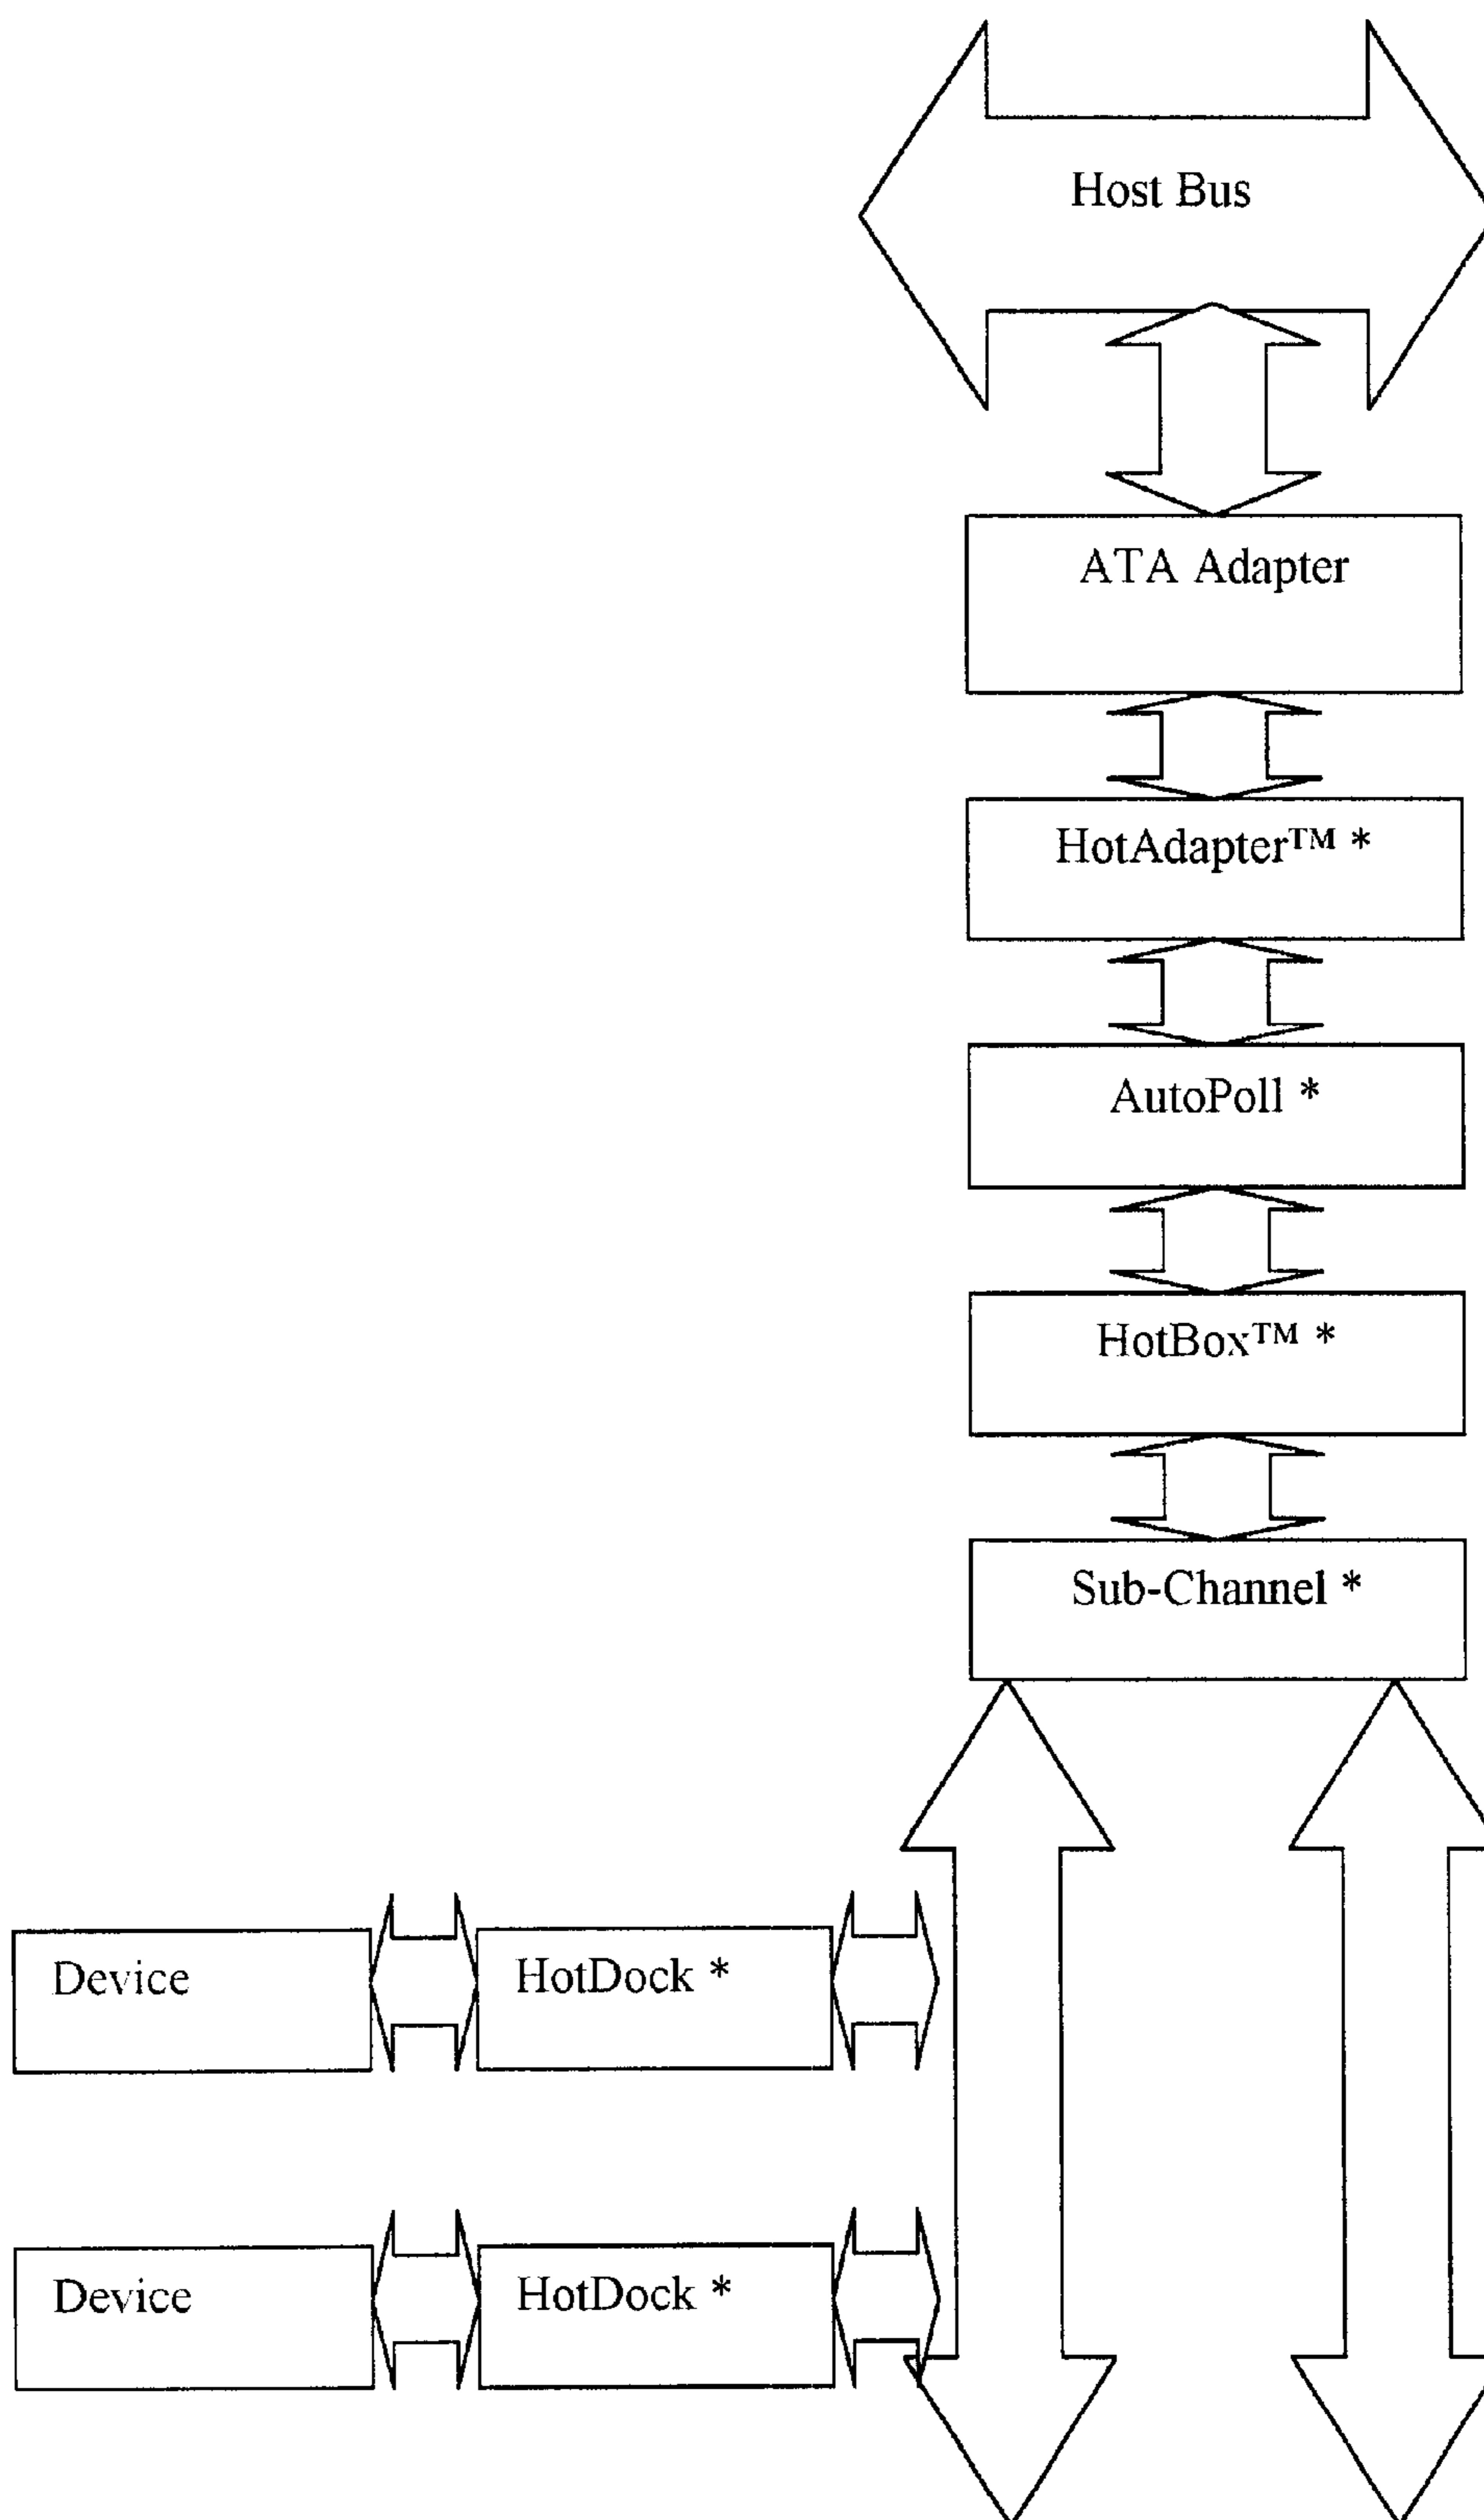 Host Bus
ATA Adapter
HotAdapter™ *
AutoPoll *
HotBox™ *
Sub-Channel *
Device
HotDock *
Device
HotDock *